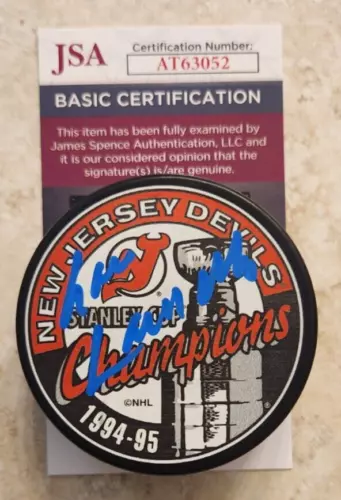 JSA
Certification Number:
AT63052
BASIC CERTIFICATION
This item has been fully examined by
James Spence Authentication, LLC and
it is our considered opinion that the
signature(s) is/are genuine.
NEW JERSEY DEVILS
STANLEY CUP
Champions
©NHL
1994-95